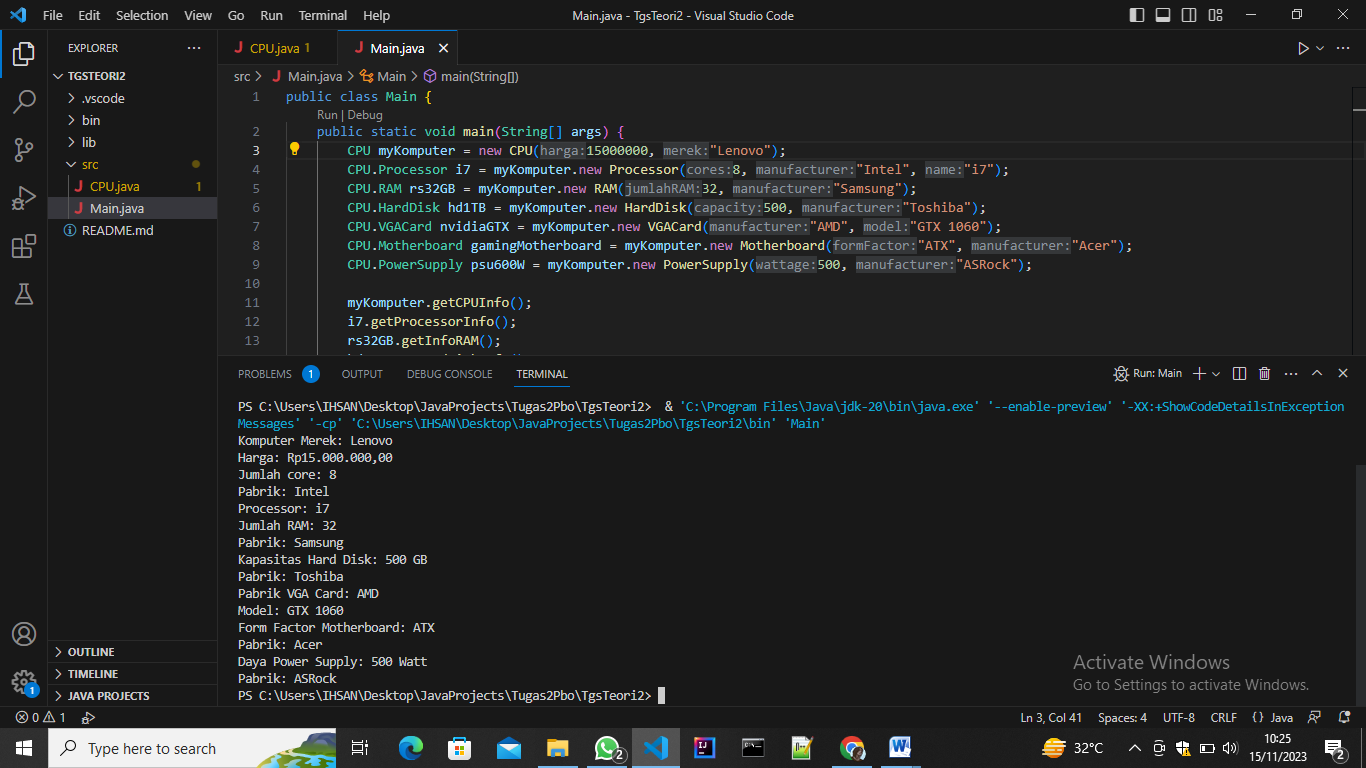 File Edit Selection View Go Run Terminal Help Main.java - TgsTeori2 - Visual Studio Code
EXPLORER
TGSTEORI2
.vscode
bin
lib
src
CPU.java 1
Main.java
README.md
OUTLINE
TIMELINE
JAVA PROJECTS
CPU.java 1 Main.java
src > Main.java > Main > main(String[])
1 public class Main {
Run | Debug
2 public static void main(String[] args) {
3 CPU myKomputer = new CPU(harga:15000000, merek:"Lenovo");
4 CPU.Processor i7 = myKomputer.new Processor(cores:8, manufacturer:"Intel", name:"i7");
5 CPU.RAM rs32GB = myKomputer.new RAM(jumlahRAM:32, manufacturer:"Samsung");
6 CPU.HardDisk hd1TB = myKomputer.new HardDisk(capacity:500, manufacturer:"Toshiba");
7 CPU.VGACard nvidiaGTX = myKomputer.new VGACard(manufacturer:"AMD", model:"GTX 1060");
8 CPU.Motherboard gamingMotherboard = myKomputer.new Motherboard(formFactor:"ATX", manufacturer:"Acer");
9 CPU.PowerSupply psu600W = myKomputer.new PowerSupply(wattage:500, manufacturer:"ASRock");
10
11 myKomputer.getCPUInfo();
12 i7.getProcessorInfo();
13 rs32GB.getInfoRAM();
PROBLEMS 1 OUTPUT DEBUG CONSOLE TERMINAL Run: Main
PS C:\Users\IHSAN\Desktop\JavaProjects\Tugas2Pbo\TgsTeori2> & 'C:\Program Files\Java\jdk-20\bin\java.exe' '--enable-preview' '-XX:+ShowCodeDetailsInException
Messages' '-cp' 'C:\Users\IHSAN\Desktop\JavaProjects\Tugas2Pbo\TgsTeori2\bin' 'Main'
Komputer Merek: Lenovo
Harga: Rp15.000.000,00
Jumlah core: 8
Pabrik: Intel
Processor: i7
Jumlah RAM: 32
Pabrik: Samsung
Kapasitas Hard Disk: 500 GB
Pabrik: Toshiba
Pabrik VGA Card: AMD
Model: GTX 1060
Form Factor Motherboard: ATX
Pabrik: Acer
Daya Power Supply: 500 Watt
Pabrik: ASRock
PS C:\Users\IHSAN\Desktop\JavaProjects\Tugas2Pbo\TgsTeori2>
Activate Windows
Go to Settings to activate Windows.
1
0 1 Ln 3, Col 41 Spaces: 4 UTF-8 CRLF {} Java
Type here to search 2 32°C 10:25
15/11/2023 2